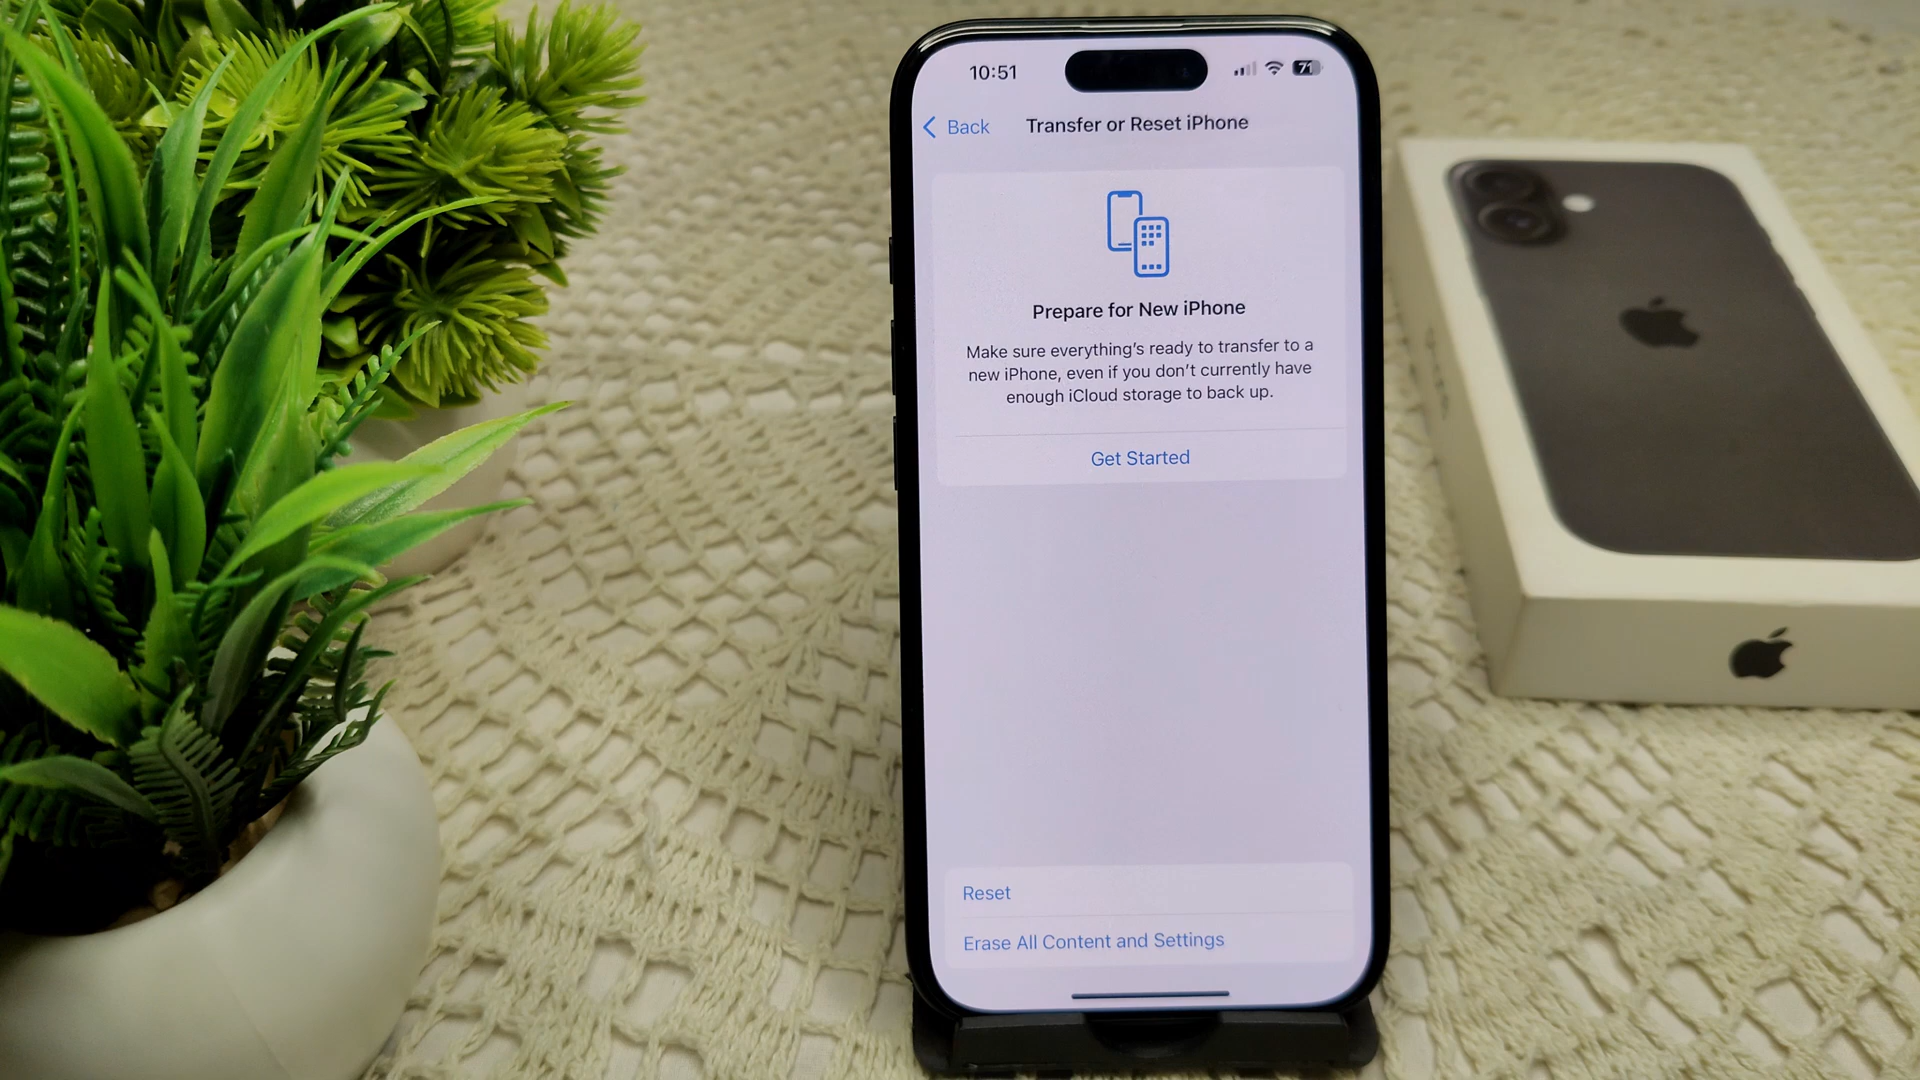 10:51
71
Back
Transfer or Reset iPhone
Prepare for New iPhone
Make sure everything's ready to transfer to a
new iPhone, even if you don't currently have
enough iCloud storage to back up.
Get Started
Reset
Erase All Content and Settings